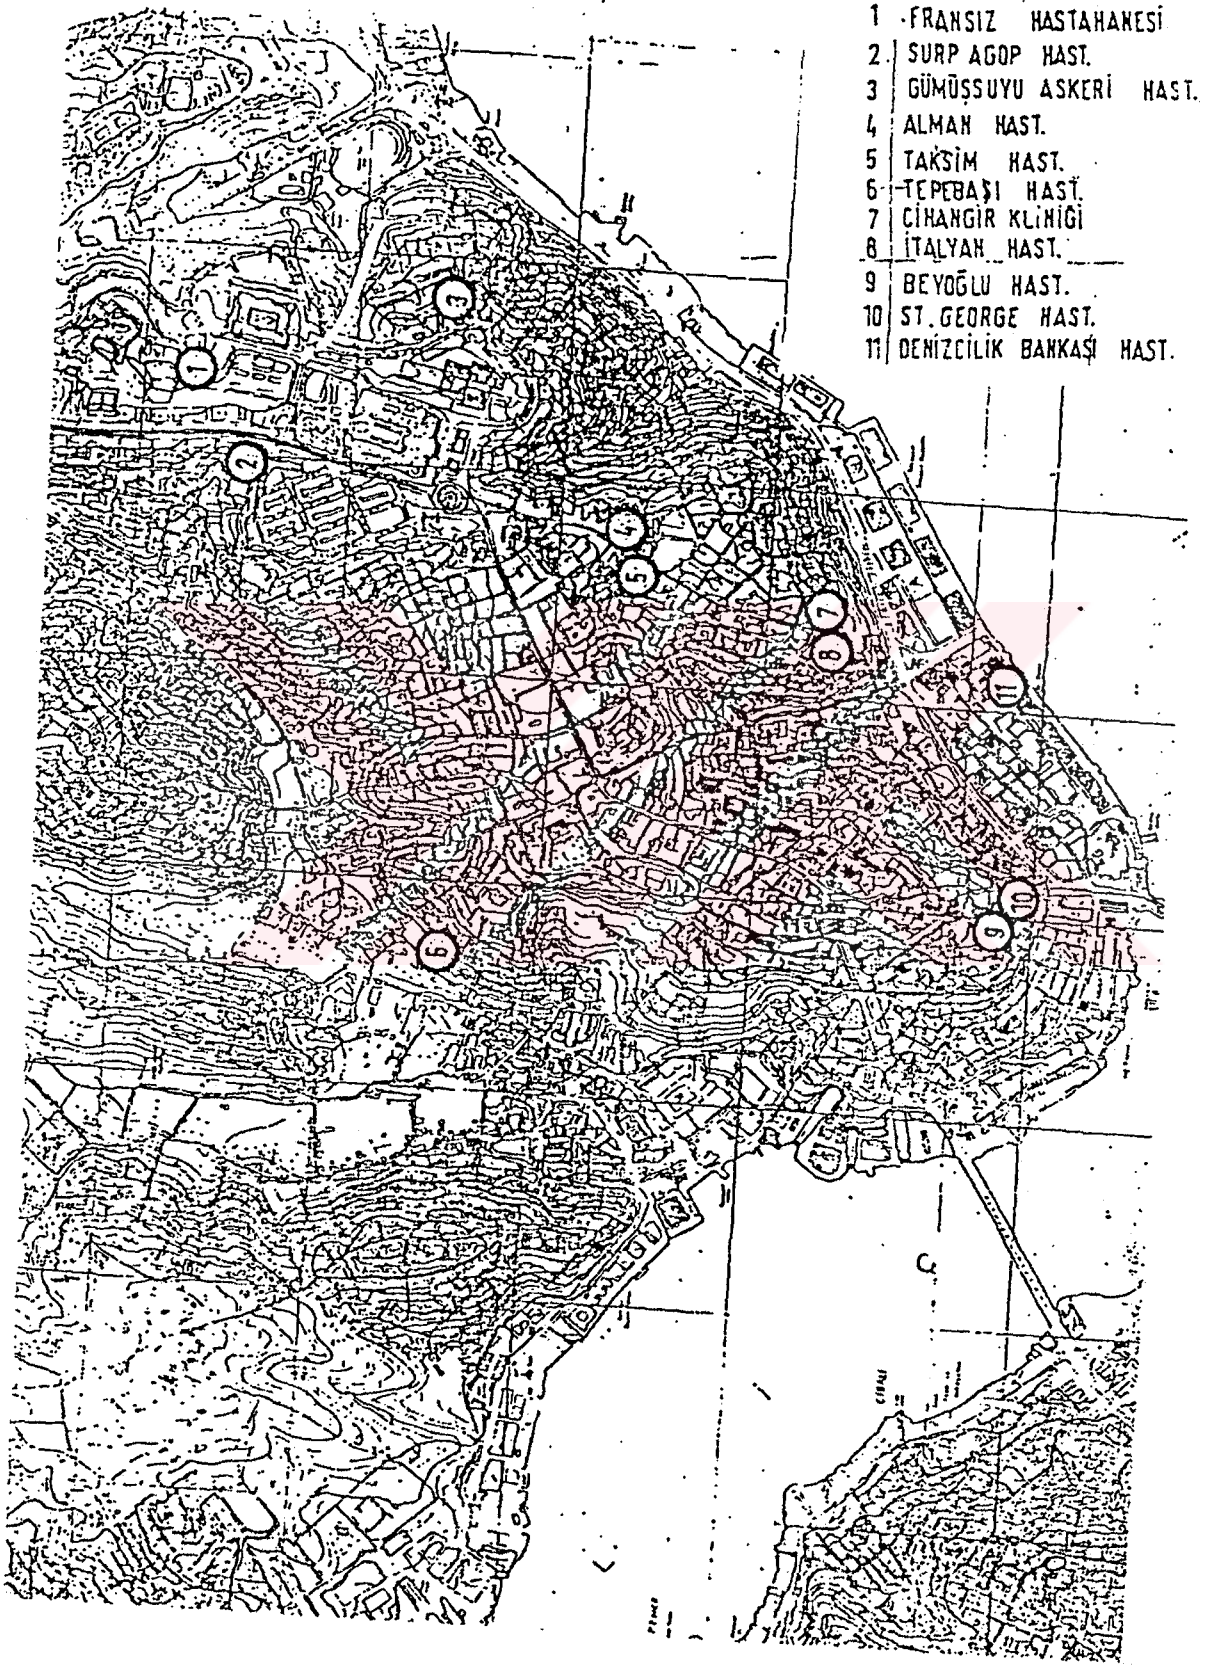 1 FRANSIZ HASTAHANESİ
2. SURP AGOP HAST.
3 GÜMÜŞSUYU ASKERİ HAST.
4 ALMAN HAST.
5 TAKSİM HAST.
6 TEPEBAŞI HAST.
7 CİHANGİR KLİNİĞİ
8 İTALYAN HAST.
9 BEYOĞLU HAST.
10 ST. GEORGE HAST.
11 DENİZCİLİK BANKAŞI HAST.
3
1
2
4
5
7
8
11
10
9
6